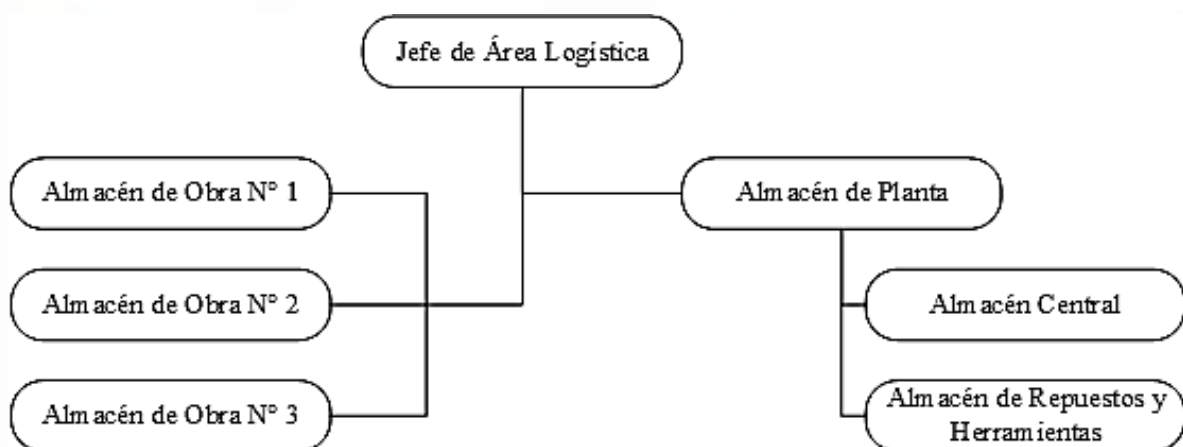 Jefe de Área Logística
Almacén de Obra N° 1
Almacén de Planta
Almacén de Obra N° 2
Almacén Central
Almacén de Obra N° 3
Almacén de Repuestos y
Herramientas